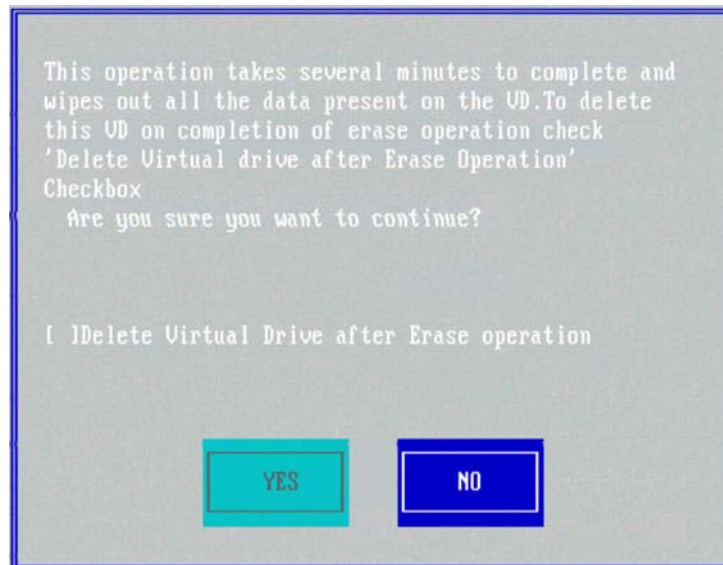 This operation takes several minutes to complete and
wipes out all the data present on the VD.To delete
this VD on completion of erase operation check
'Delete Virtual drive after Erase Operation'
Checkbox
Are you sure you want to continue?
[ ]Delete Virtual Drive after Erase operation
YES
NO